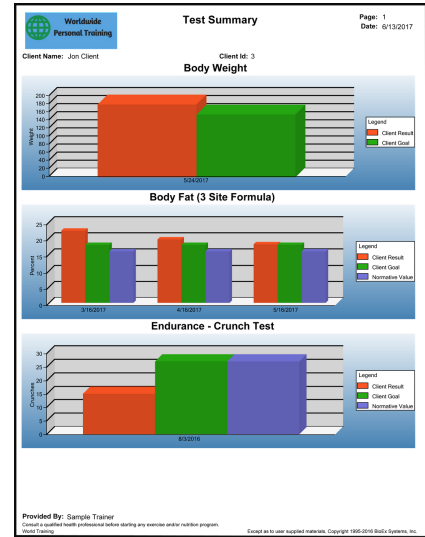 Worldwide
Personal Training
Test Summary
Page: 1
Date: 6/13/2017
Client Name: Jon Client
Client Id: 3
Body Weight
Weight
200
180
160
140
120
100
80
60
40
20
0
5/24/2017
Legend
Client Result
Client Goal
Body Fat (3 Site Formula)
Percent
25
20
15
10
5
0
3/16/2017
4/16/2017
5/16/2017
Legend
Client Result
Client Goal
Normative Value
Endurance - Crunch Test
Crunches
30
25
20
15
10
5
0
8/3/2016
Legend
Client Result
Client Goal
Normative Value
Provided By: Sample Trainer
Consult a qualified health professional before starting any exercise and/or nutrition program.
World Training
Except as to user supplied materials, Copyright 1995-2016 BioEx Systems, Inc.